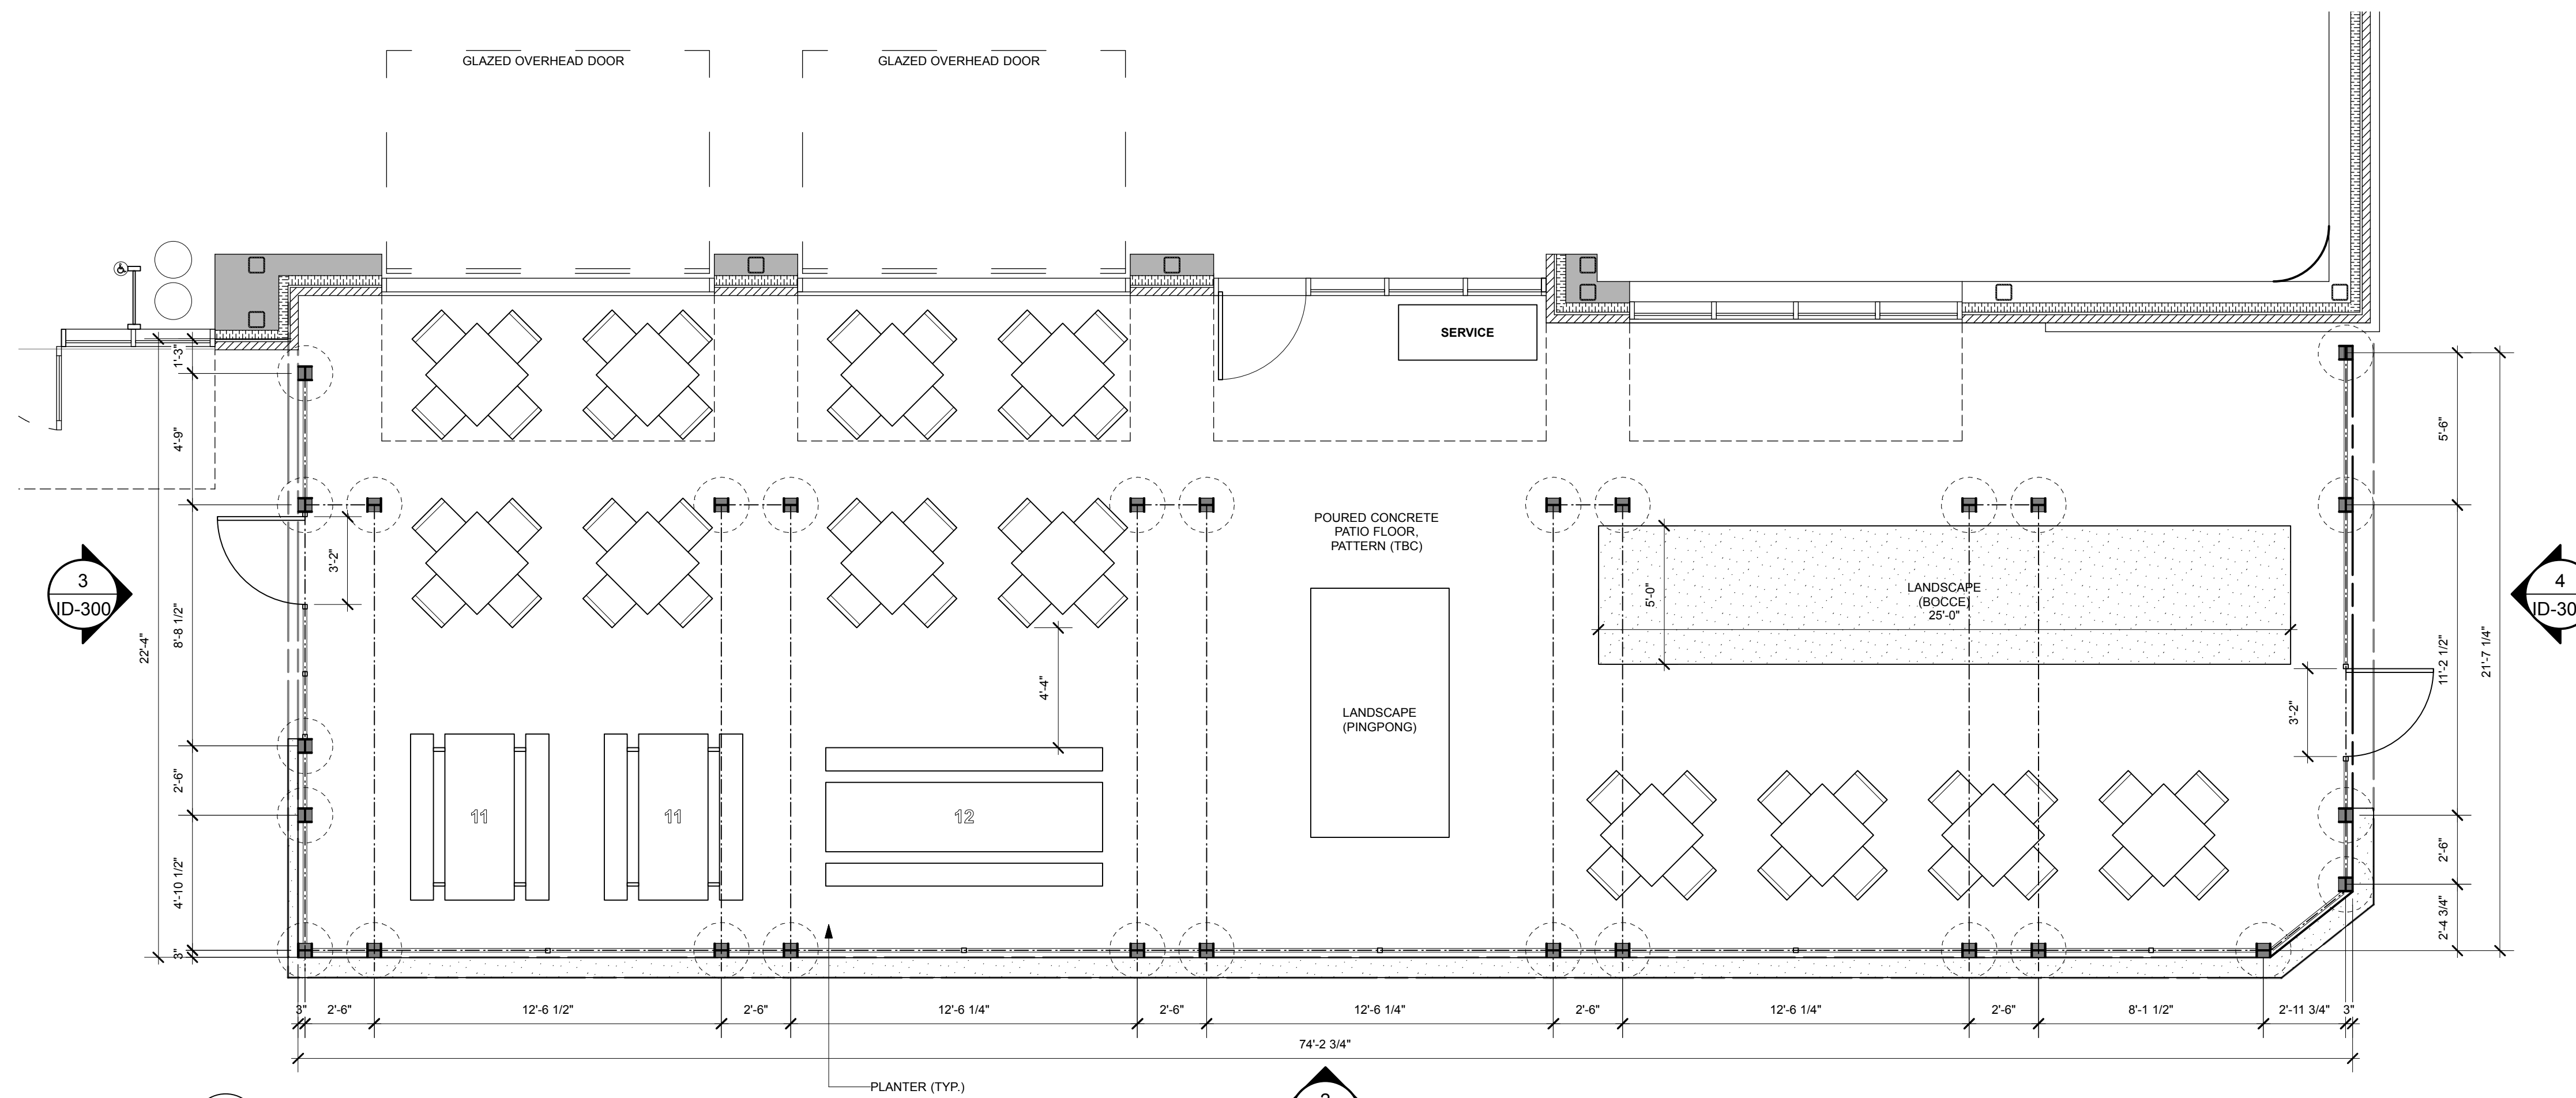 GLAZED OVERHEAD DOOR
GLAZED OVERHEAD DOOR
SERVICE
1'-3"
4'-9"
8'-8 1/2"
2'-6"
4'-10 1/2"
3"
22'-4"
3'-2"
3
ID-300
POURED CONCRETE
PATIO FLOOR,
PATTERN (TBC)
5'-0"
LANDSCAPE
(BOCCE)
25'-0"
4'-4"
LANDSCAPE
(PINGPONG)
11
11
12
5'-6"
11'-2 1/2"
21'-7 1/4"
3'-2"
2'-6"
2'-4 3/4"
4
ID-30
3"
2'-6"
12'-6 1/2"
2'-6"
12'-6 1/4"
2'-6"
12'-6 1/4"
2'-6"
12'-6 1/4"
2'-6"
8'-1 1/2"
2'-11 3/4"
3"
74'-2 3/4"
PLANTER (TYP.)